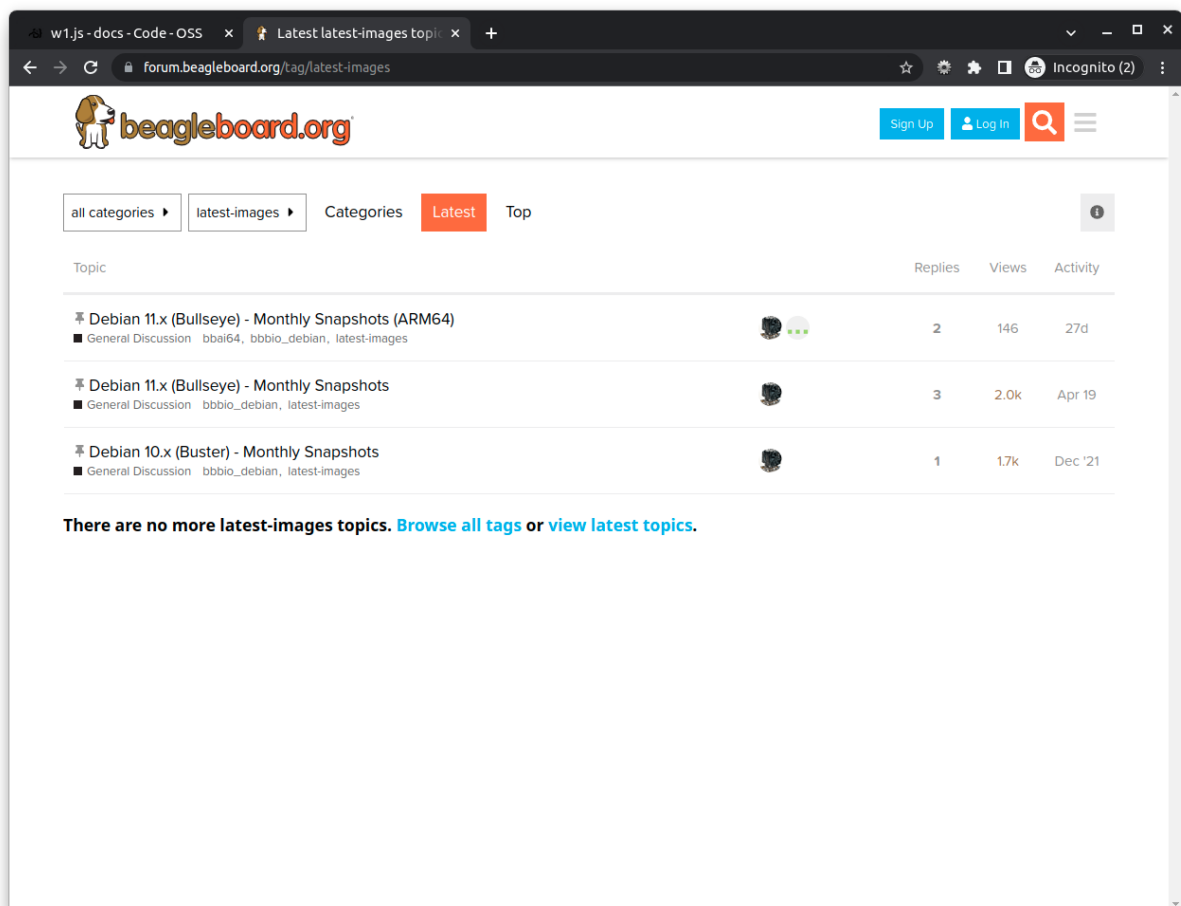 w1.js - docs - Code - OSS Latest latest-images topic
forum.beagleboard.org/tag/latest-images Incognito (2)
beagleboard.org Sign Up Log In
all categories latest-images Categories Latest Top
Topic Replies Views Activity
Debian 11.x (Bullseye) - Monthly Snapshots (ARM64) 2 146 27d
General Discussion bbai64, bbbio_debian, latest-images
Debian 11.x (Bullseye) - Monthly Snapshots 3 2.0k Apr 19
General Discussion bbbio_debian, latest-images
Debian 10.x (Buster) - Monthly Snapshots 1 1.7k Dec '21
General Discussion bbbio_debian, latest-images
There are no more latest-images topics. Browse all tags or view latest topics.